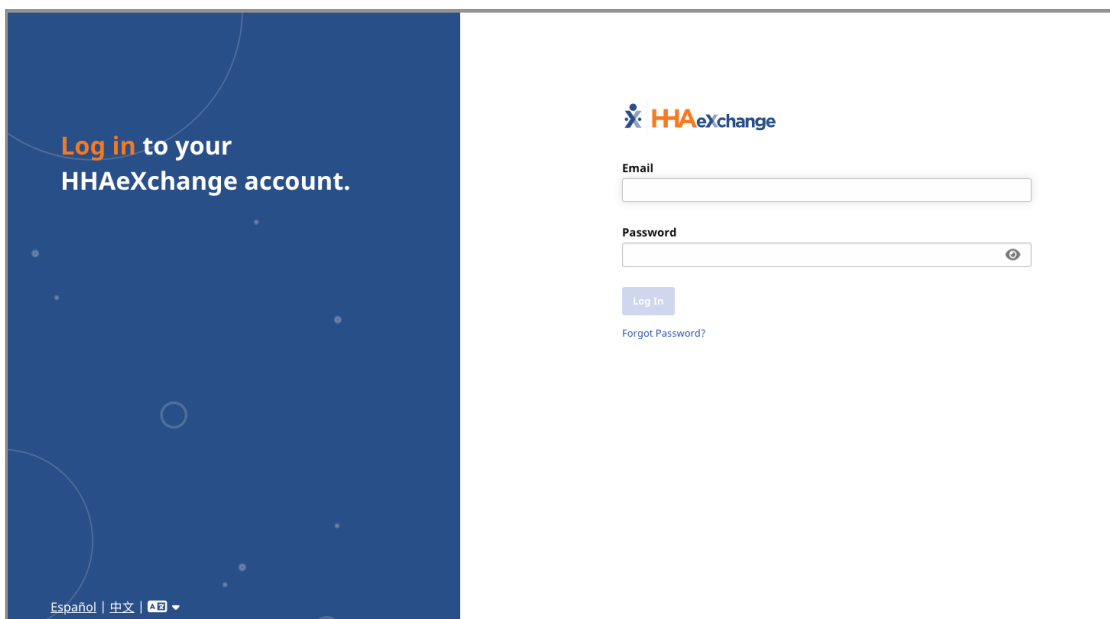 Log in to your
HHAeXchange account.
Español | 中文 |
HHAeXchange
Email
Password
Log In
Forgot Password?